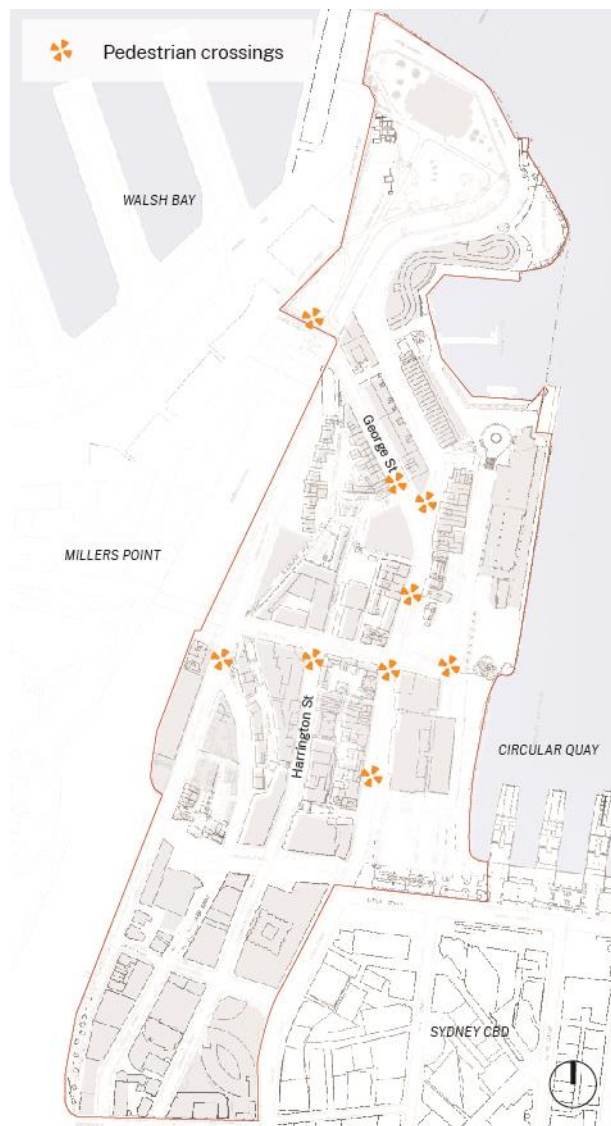 Pedestrian crossings
WALSH BAY
George St
MILLERS POINT
Harrington St
CIRCULAR QUAY
SYDNEY CBD